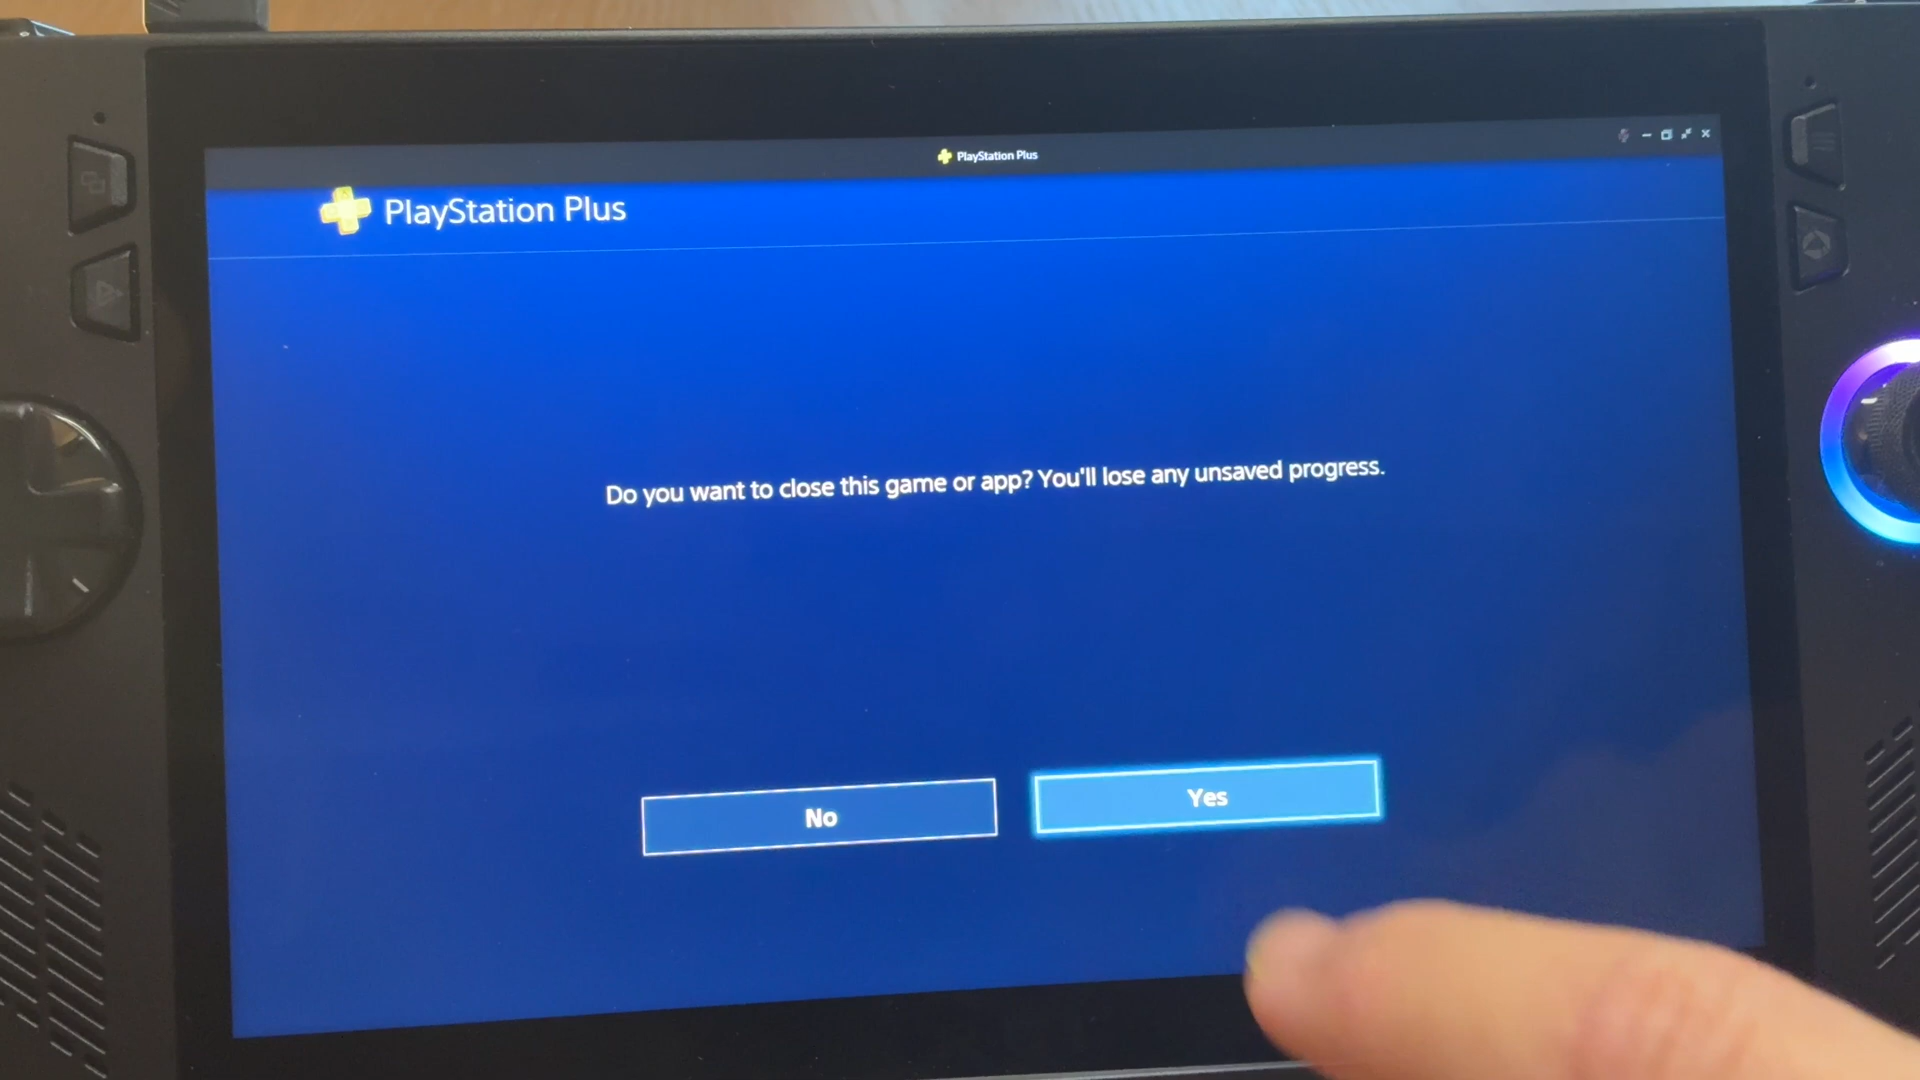 PlayStation Plus
PlayStation Plus
Do you want to close this game or app? You'll lose any unsaved progress.
No
Yes